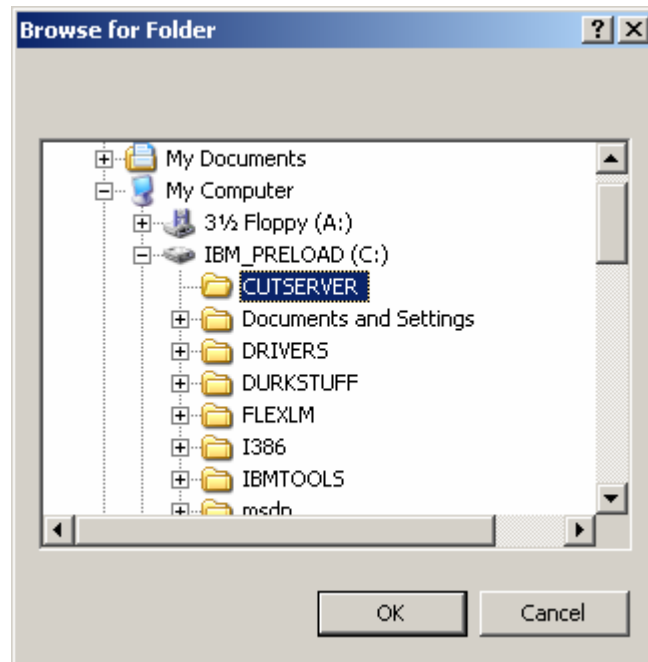 Browse for Folder
My Documents
My Computer
3½ Floppy (A:)
IBM_PRELOAD (C:)
CUTSERVER
Documents and Settings
DRIVERS
DURKSTUFF
FLEXLM
I386
IBMTOOLS
msdn
OK Cancel